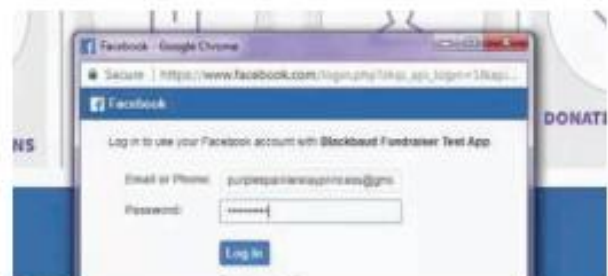 Facebook - Google Chrome
Secure | https://www.facebook.com/login.php?skip_api_login=1&api...
Facebook
DONATI
NS
Log in to use your Facebook account with Blackbaud Fundraiser Test App
Email or Phone:
Password: ••••••••
Log In